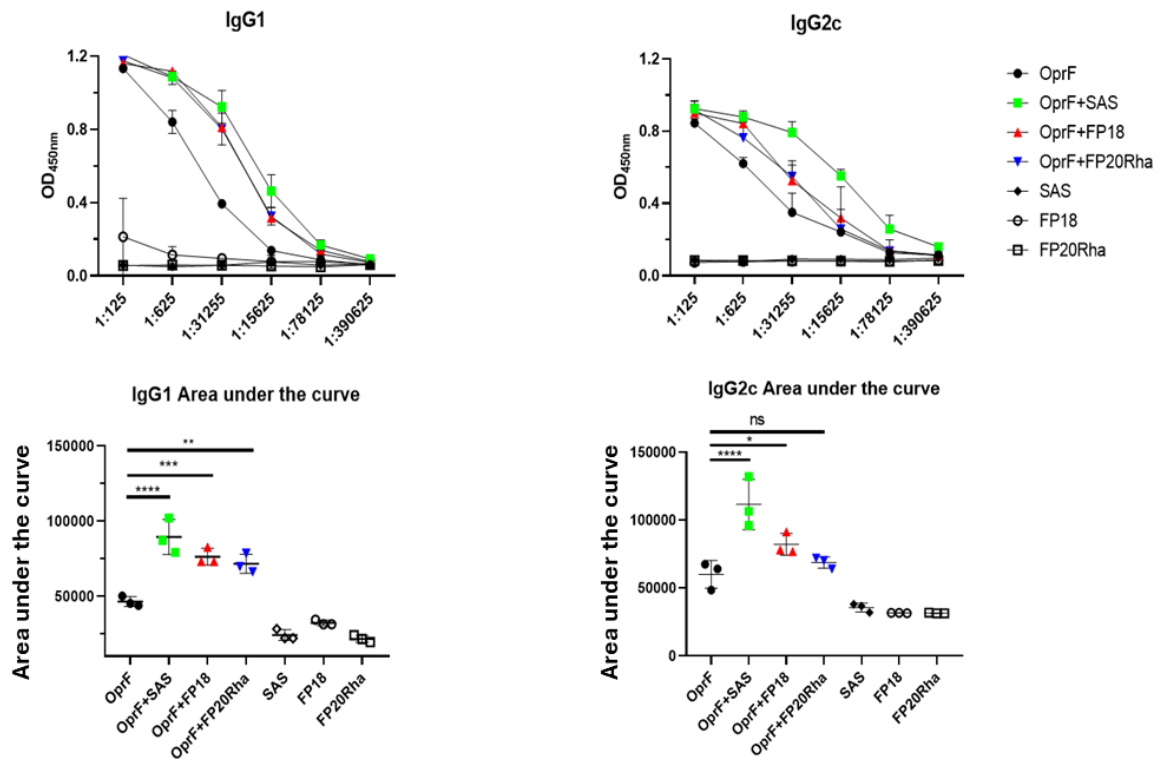 IgG1
OD450nm
1.2
0.8
0.4
0.0
1:125
1:625
1:31255
1:15625
1:78125
1:390625
IgG2c
OD450nm
1.2
0.8
0.4
0.0
1:125
1:625
1:31255
1:15625
1:78125
1:390625
OprF
OprF+SAS
OprF+FP18
OprF+FP20Rha
SAS
FP18
FP20Rha
IgG1 Area under the curve
Area under the curve
150000
100000
50000
**
***
****
OprF
OprF+SAS
OprF+FP18
OprF+FP20Rha
SAS
FP18
FP20Rha
IgG2c Area under the curve
Area under the curve
150000
100000
50000
0
ns
*
****
OprF
OprF+SAS
OprF+FP18
OprF+FP20Rha
SAS
FP18
FP20Rha